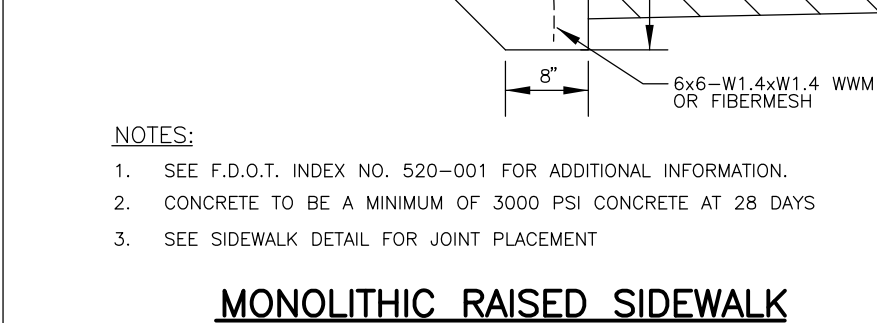 8"
6x6-W1.4xW1.4 WWM
OR FIBERMESH
NOTES:
1. SEE F.D.O.T. INDEX NO. 520-001 FOR ADDITIONAL INFORMATION.
2. CONCRETE TO BE A MINIMUM OF 3000 PSI CONCRETE AT 28 DAYS
3. SEE SIDEWALK DETAIL FOR JOINT PLACEMENT
MONOLITHIC RAISED SIDEWALK